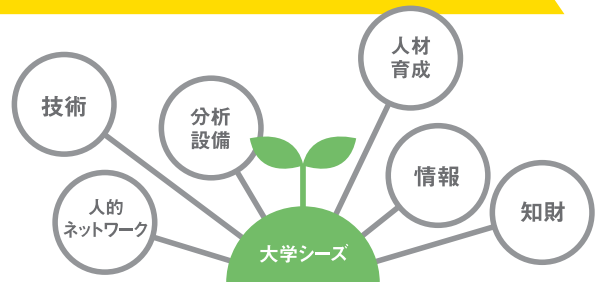 人材
育成
技術
分析
設備
情報
人的
ネットワーク
知財
大学シーズ